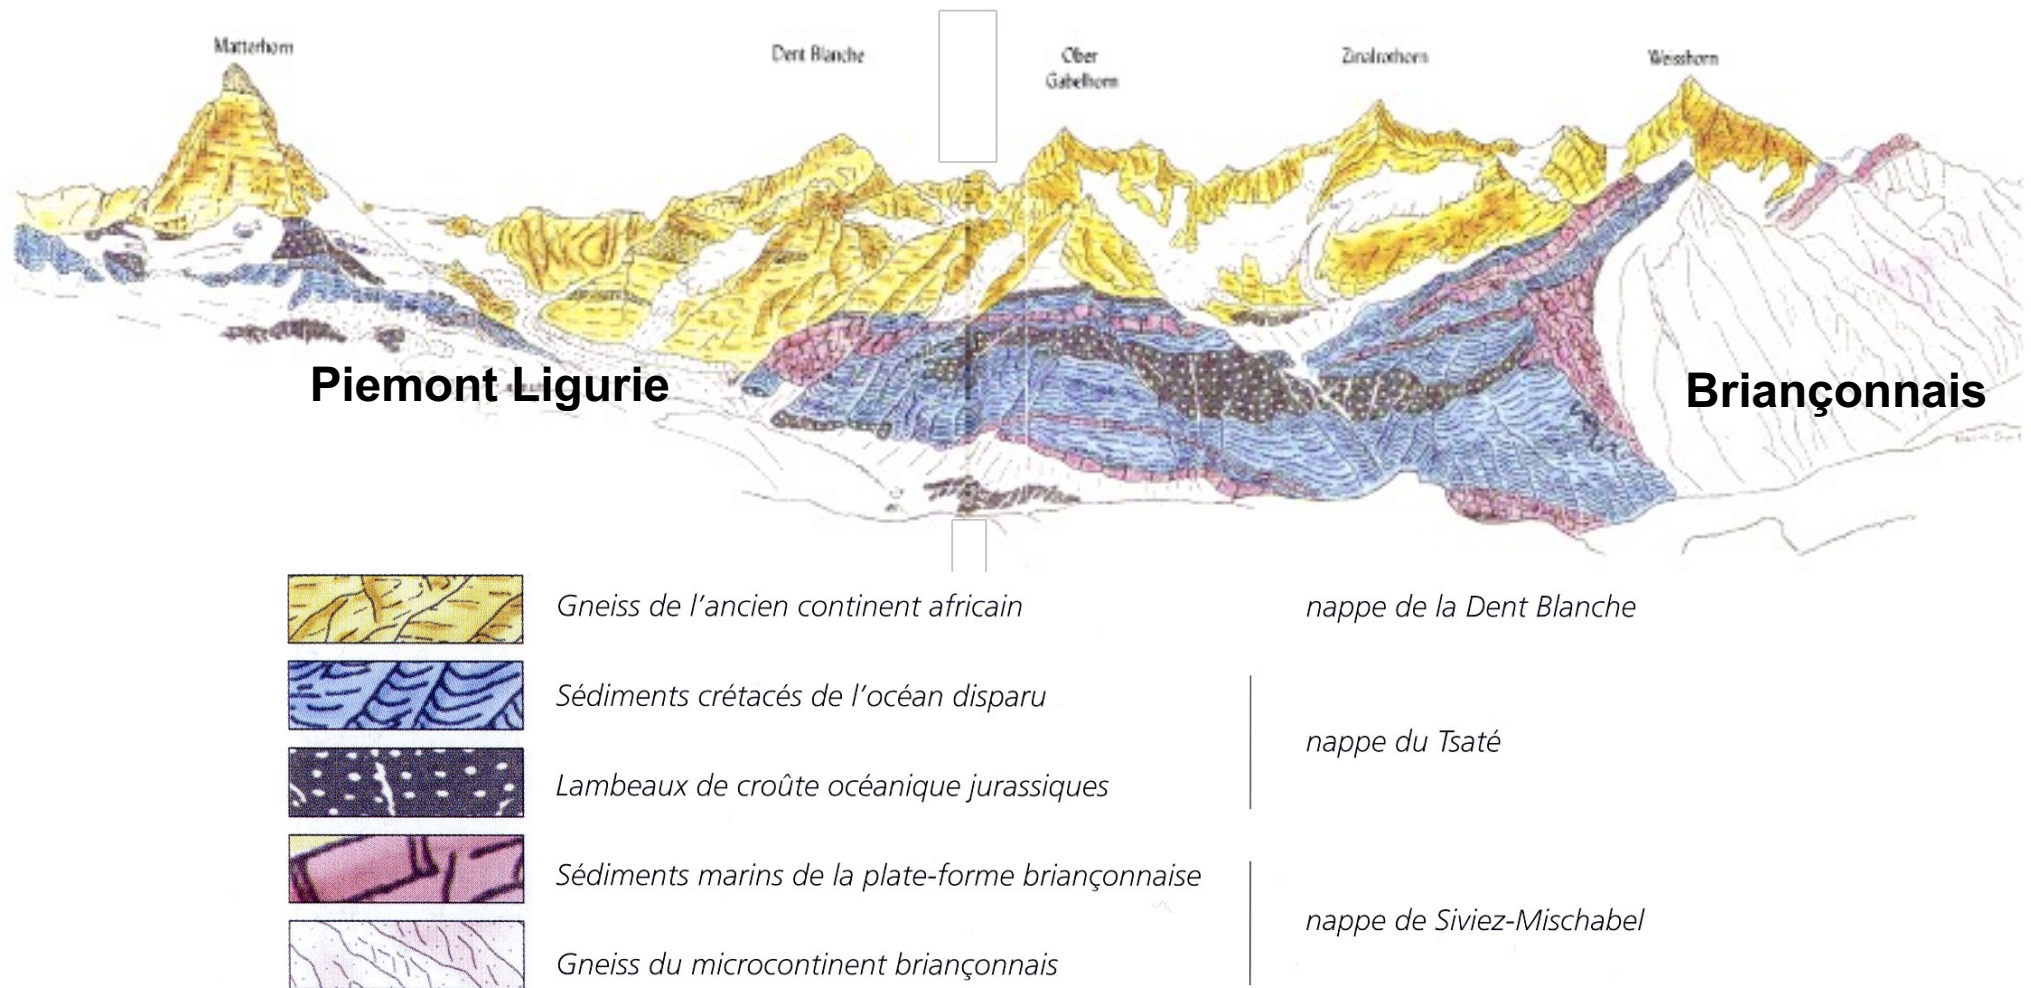 Matterhorn
Dent Blanche
Ober
Gabelhorn
Zinalrothorn
Weisshorn
Piemont Ligurie
Briançonnais
Gneiss de l’ancien continent africain
nappe de la Dent Blanche
Sédiments crétacés de l’océan disparu
nappe du Tsaté
Lambeaux de croûte océanique jurassiques
Sédiments marins de la plate-forme briançonnaise
nappe de Siviez-Mischabel
Gneiss du microcontinent briançonnais